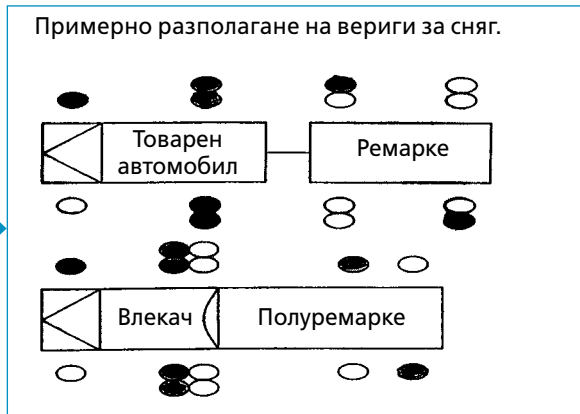 Примерно разполагане на вериги за сняг.
Товарен
автомобил
Ремарке
Влекач
Полуремарке